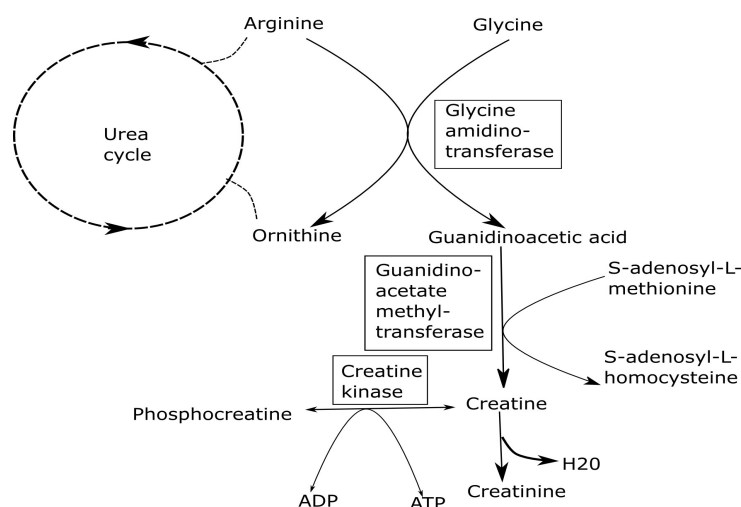 Arginine
Glycine
Urea
cycle
Glycine
amidino-
transferase
Ornithine
Guanidinoacetic acid
Guanidino-
acetate
methyl-
transferase
S-adenosyl-L-
methionine
S-adenosyl-L-
homocysteine
Creatine
kinase
Phosphocreatine
Creatine
H20
Creatinine
ADP
ATP